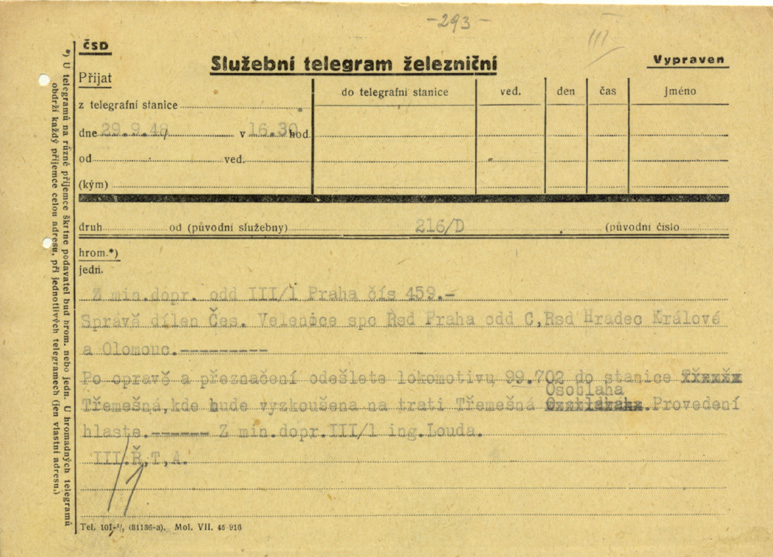 -293-
III
ČSD
Služební telegram železniční
Vypraven
Přijat
z telegrafní stanice
dne 29.9.49 v 16.30 hod.
od ved.
(kým)
do telegrafní stanice ved. den čas jméno
druh od (původní služebny) 216/D (původní číslo
hrom.*)
jedn.
Z min.dopr. odd III/1 Praha čís 459.-
Správě dílen Čes. Velenice spc Řsd Praha odd C,Rsd Hradec Králové
a Olomouc.---------
Po opravě a přeznačení odešlete lokomotivu 99.702 do stanice
Osoblaha
Třemešná,kde bude vyzkoušena na trati Třemešná .Provedení
hlaste.------ Z min.dopr.III/1 ing.Louda.
III.Ř,T,A.
Tel. 101-¹/, (81186-a). Mol. VII. 46-916
*) U telegramů na různé příjemce škrtne podavatel buď hrom. nebo jedn. U hromadných telegramů
obdrží každý příjemce celou adresu, při jednotlivých telegramech (jen vlastní adresu.)